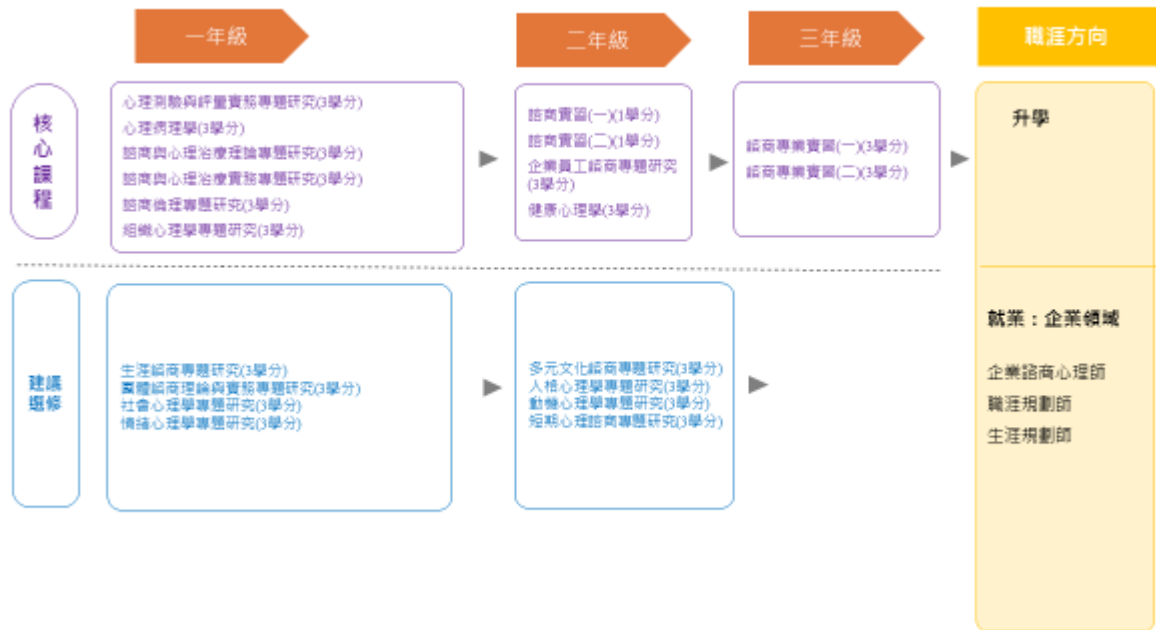 一年級
二年級
三年級
職涯方向
核心課程
心理測驗與評量實務專題研究(3學分)
心理病理學(3學分)
諮商與心理治療理論專題研究(3學分)
諮商與心理治療實務專題研究(3學分)
諮商倫理專題研究(3學分)
組織心理學專題研究(3學分)
諮商實習(一)(1學分)
諮商實習(二)(1學分)
企業員工諮商專題研究
(3學分)
健康心理學(3學分)
諮商專業實習(一)(3學分)
諮商專業實習(二)(3學分)
升學
建議
選修
生涯諮商專題研究(3學分)
團體諮商理論與實務專題研究(3學分)
社會心理學專題研究(3學分)
情緒心理學專題研究(3學分)
多元文化諮商專題研究(3學分)
人格心理學專題研究(3學分)
動機心理學專題研究(3學分)
短期心理諮商專題研究(3學分)
就業：企業領域
企業諮商心理師
職涯規劃師
生涯規劃師